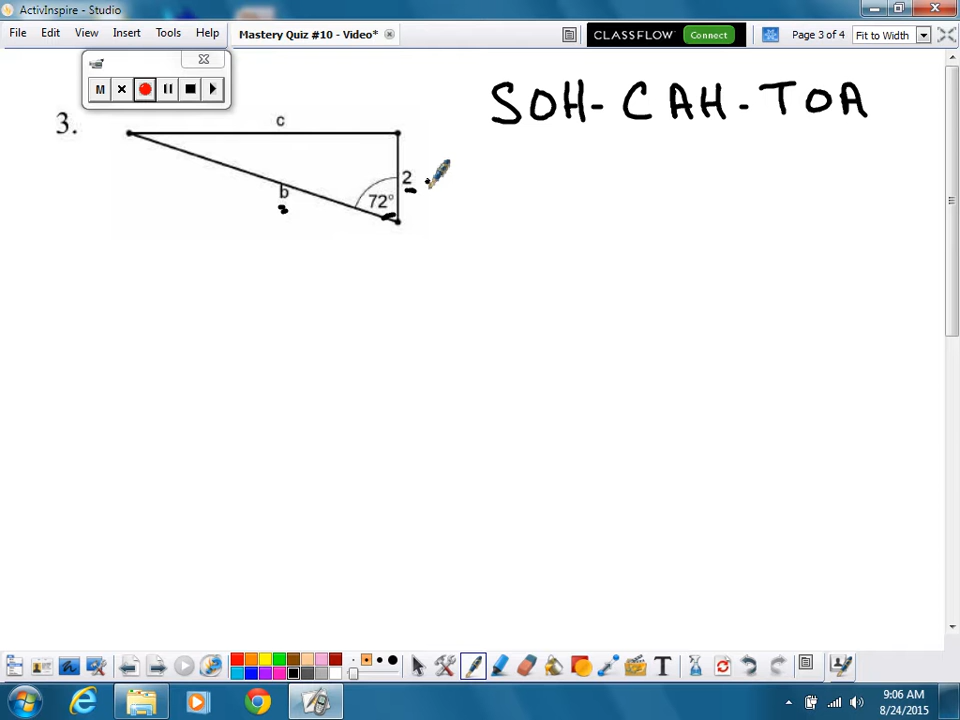 ActivInspire - Studio
File Edit View Insert Tools Help Mastery Quiz #10 - Video* CLASSFLOW Connect Page 3 of 4 Fit to Width
M
SOH - CAH - TOA
3.
c
2
b
72°
T
9:06 AM
8/24/2015